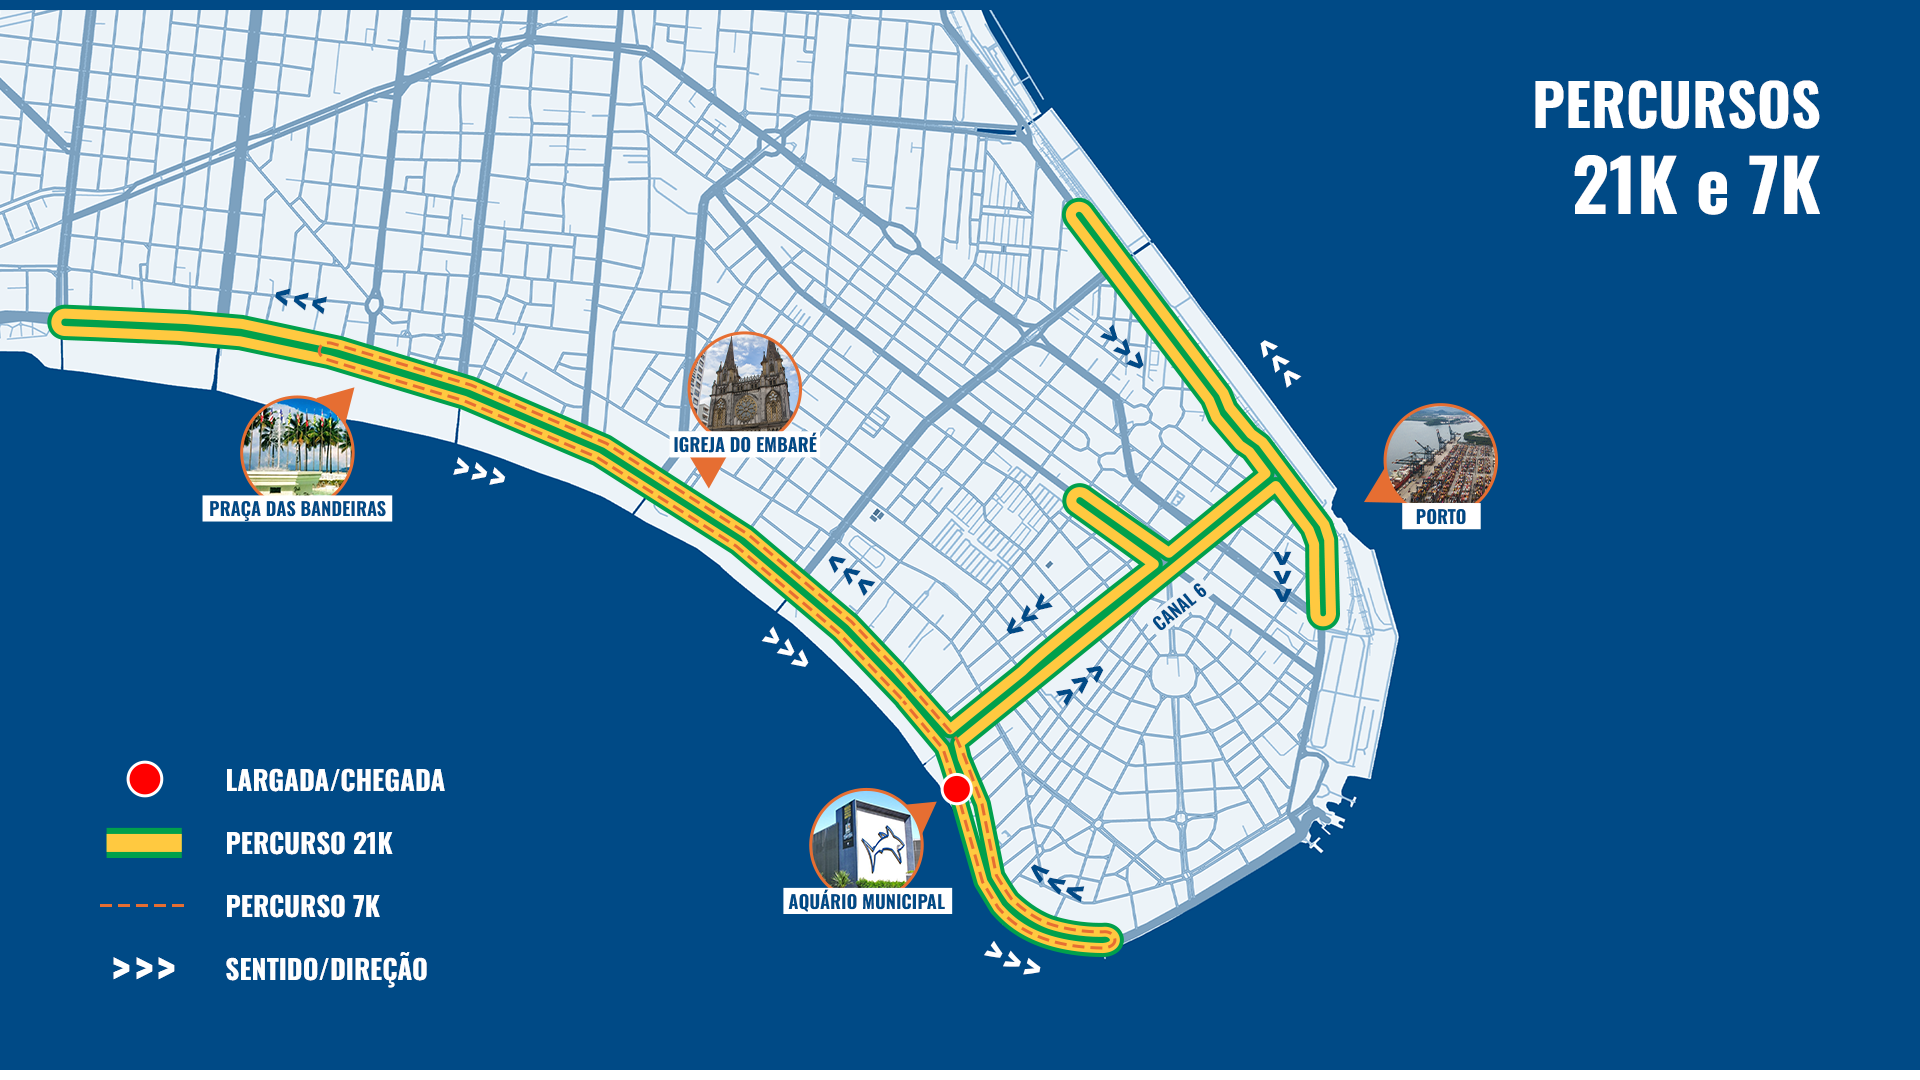 PERCURSOS
21K e 7K
IGREJA DO EMBARÉ
PRAÇA DAS BANDEIRAS
PORTO
CANAL 6
AQUÁRIO MUNICIPAL
LARGADA/CHEGADA
PERCURSO 21K
PERCURSO 7K
>>> SENTIDO/DIREÇÃO